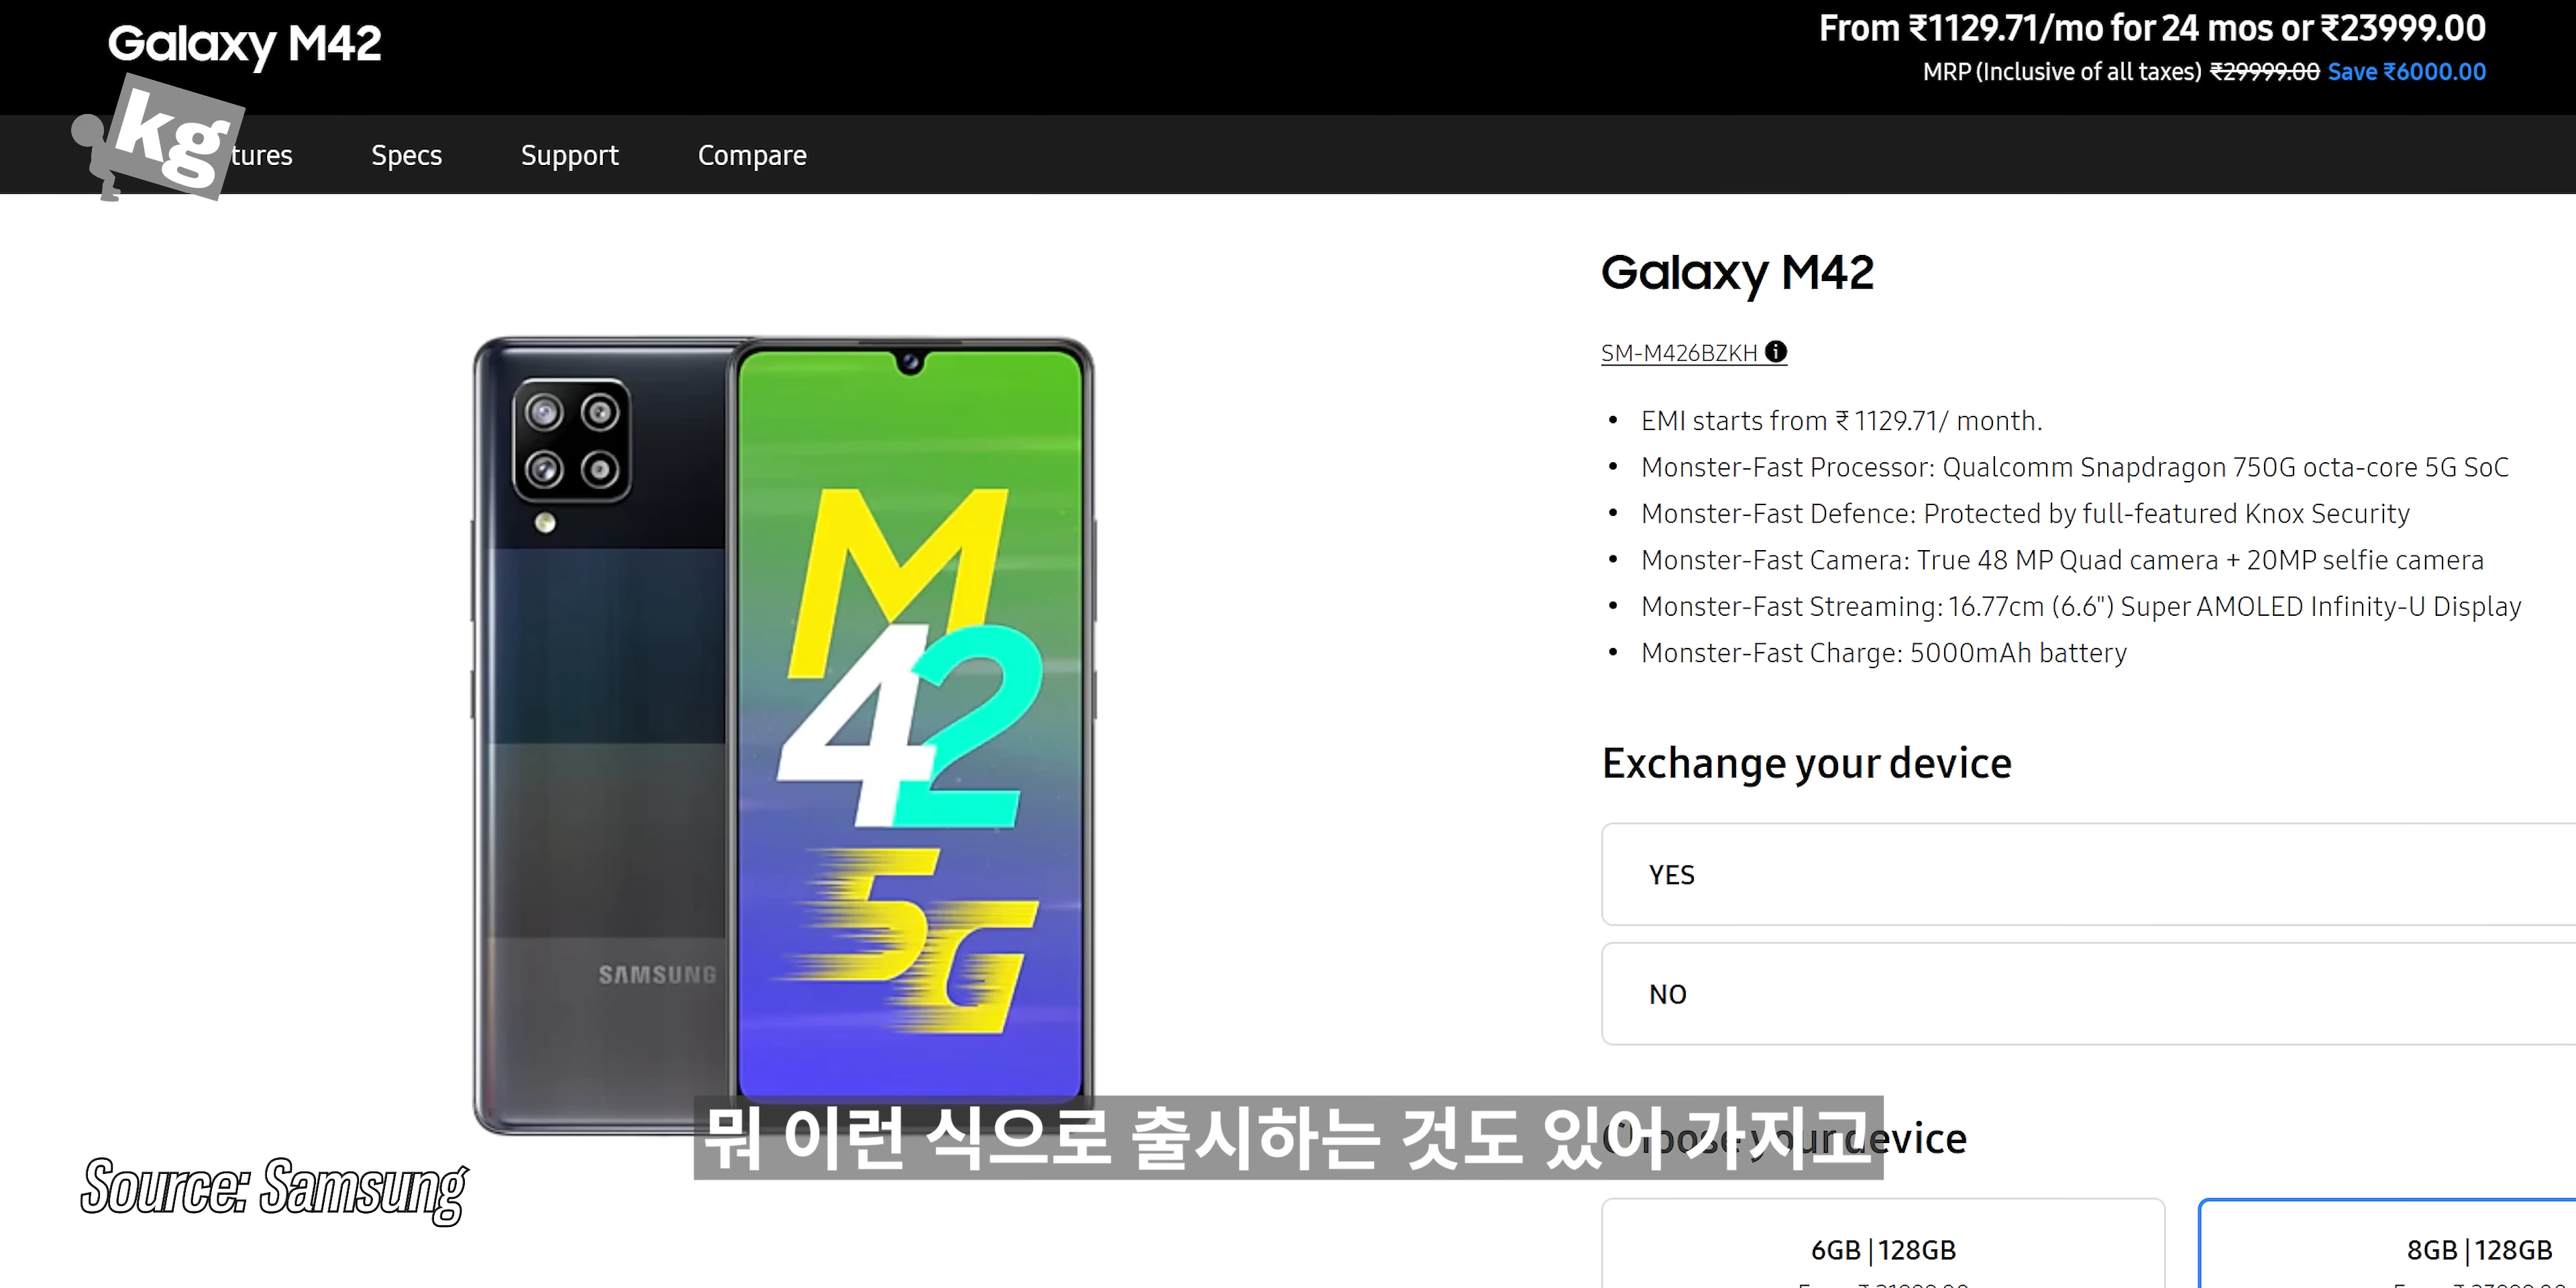 Galaxy M42
From ₹1129.71/mo for 24 mos or ₹23999.00
MRP (Inclusive of all taxes) ₹29999.00 Save ₹6000.00
kg
tures Specs Support Compare
Galaxy M42
SM-M426BZKH
• EMI starts from ₹ 1129.71/ month.
• Monster-Fast Processor: Qualcomm Snapdragon 750G octa-core 5G SoC
• Monster-Fast Defence: Protected by full-featured Knox Security
• Monster-Fast Camera: True 48 MP Quad camera + 20MP selfie camera
• Monster-Fast Streaming: 16.77cm (6.6") Super AMOLED Infinity-U Display
• Monster-Fast Charge: 5000mAh battery
M
42
5G
SAMSUNG
Exchange your device
YES
NO
Choose your device
뭐 이런 식으로 출시하는 것도 있어 가지고
Source: Samsung
6GB | 128GB
8GB | 128GB